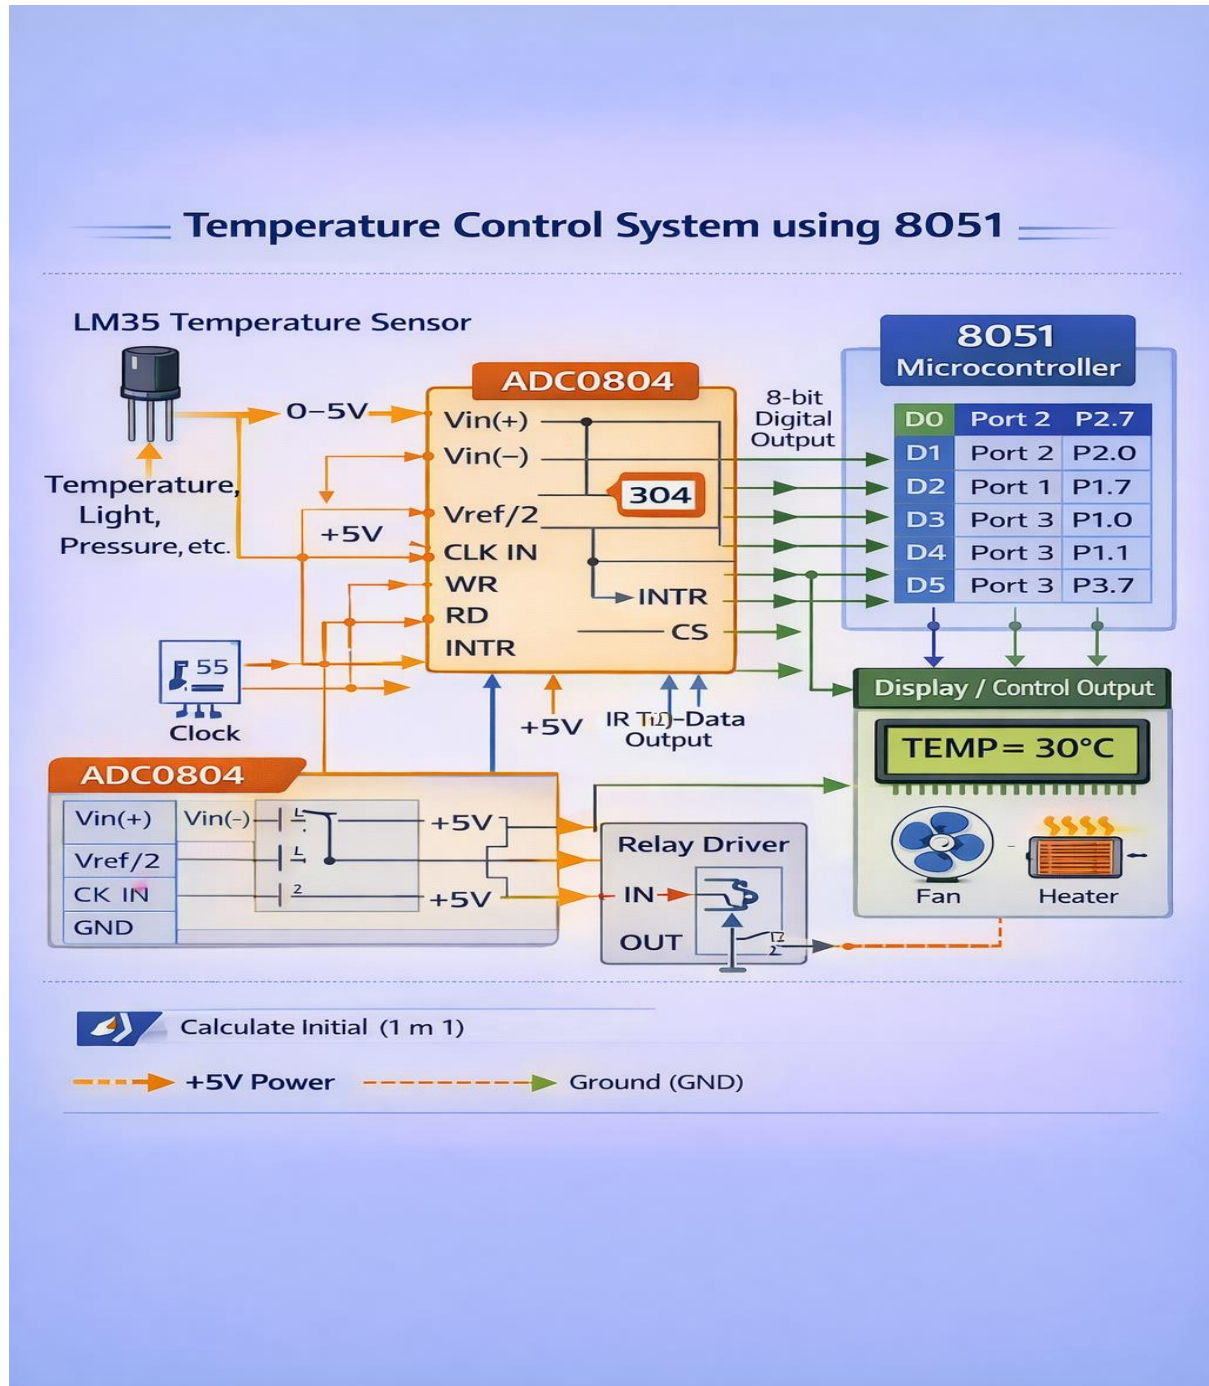 Temperature Control System using 8051
LM35 Temperature Sensor
0–5V
Temperature,
Light,
Pressure, etc.
+5V
55
Clock
ADC0804
Vin(+)
Vin(−)
304
Vref/2
CLK IN
WR
RD
INTR
INTR
CS
8-bit
Digital
Output
+5V
IR -Data
Output
8051
Microcontroller
D0 Port 2 P2.7
D1 Port 2 P2.0
D2 Port 1 P1.7
D3 Port 3 P1.0
D4 Port 3 P1.1
D5 Port 3 P3.7
Display / Control Output
TEMP= 30°C
Fan
Heater
ADC0804
Vin(+) Vin(-)
Vref/2
CK IN
GND
L
L
2
+5V
+5V
Relay Driver
IN
OUT
Calculate Initial (1 m 1)
+5V Power
Ground (GND)